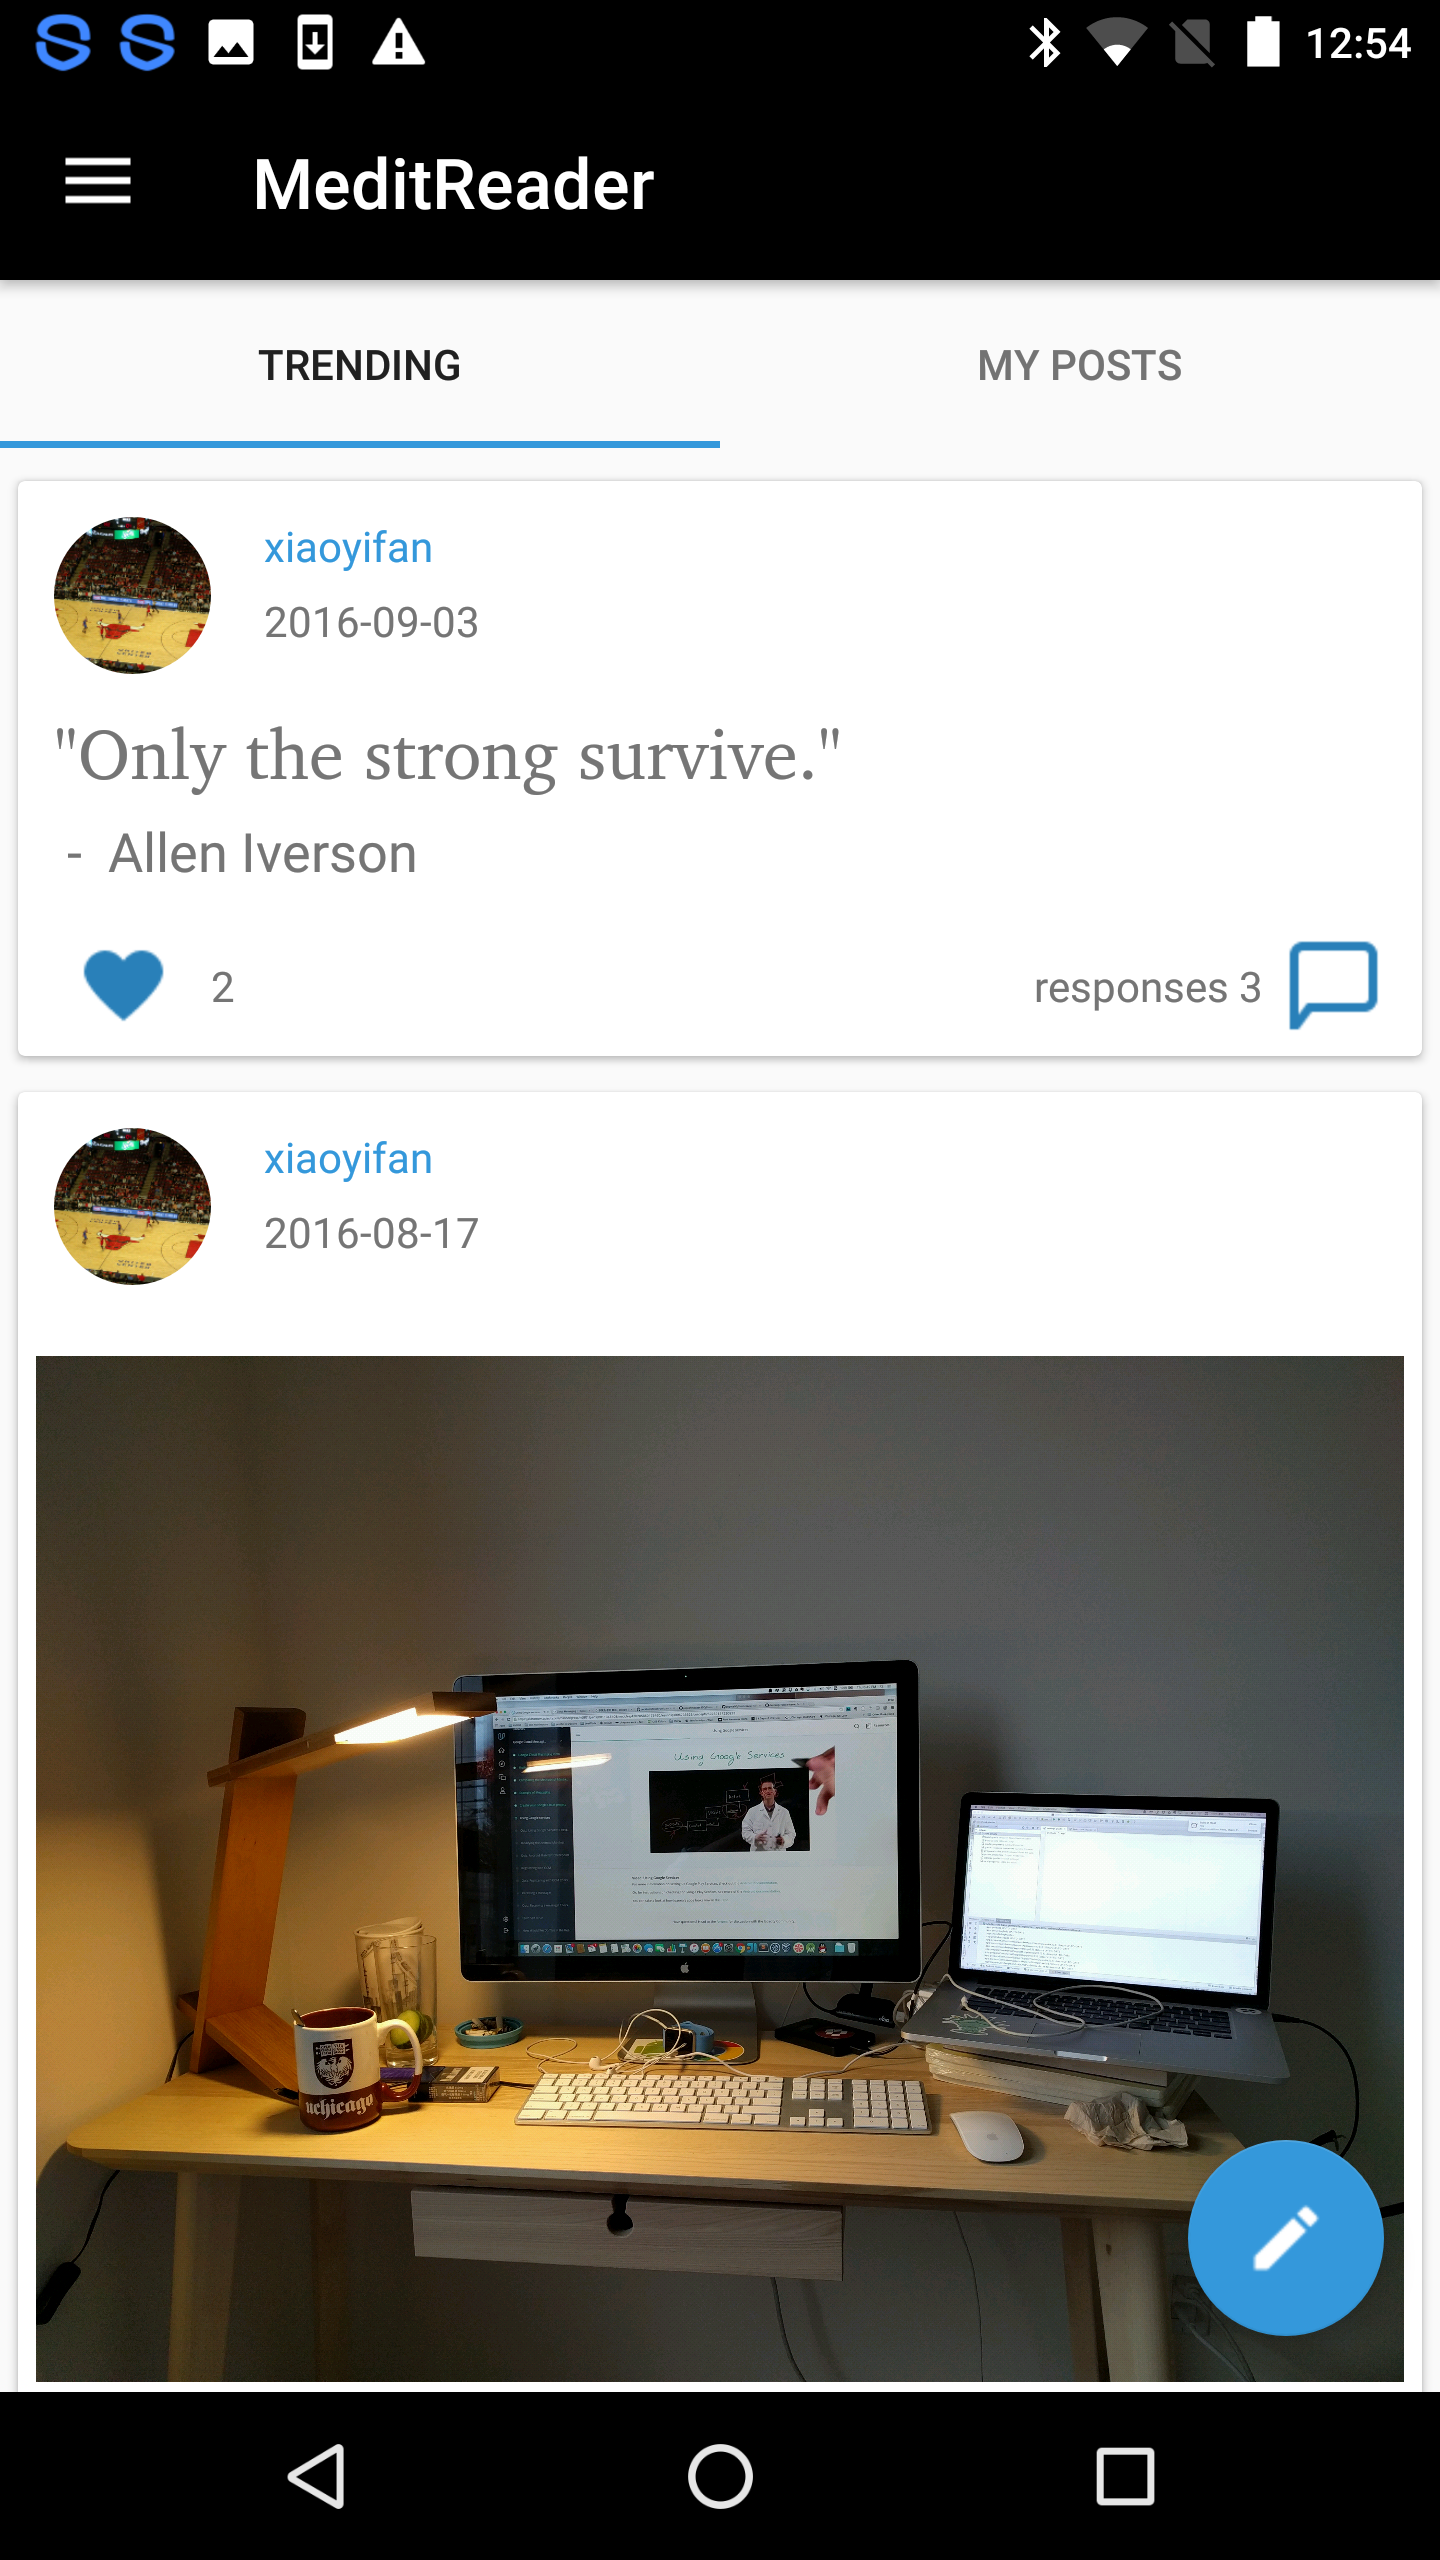 12:54
MeditReader
TRENDING
MY POSTS
xiaoyifan
2016-09-03
"Only the strong survive."
- Allen Iverson
2
responses 3
xiaoyifan
2016-08-17
Using Google Services
uchicago